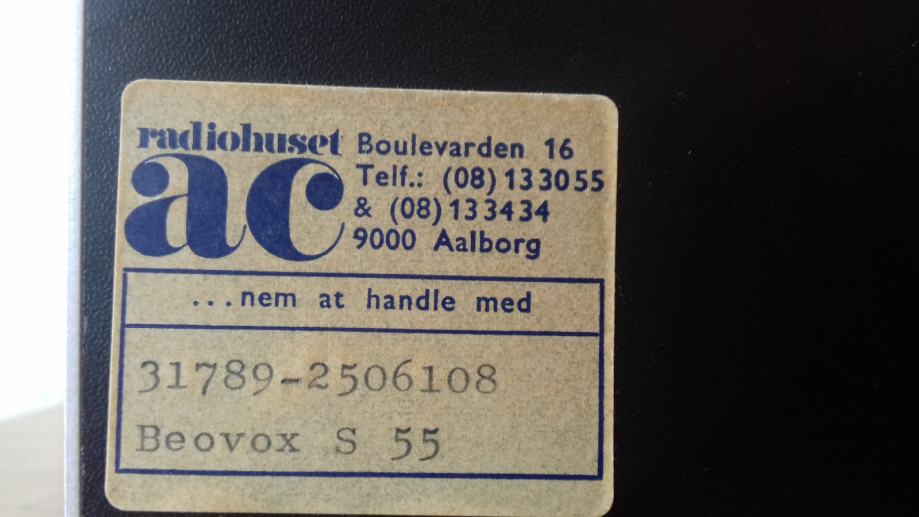 radiohuset
ac
Boulevarden 16
Telf.: (08) 133055
& (08) 133434
9000 Aalborg
...nem at handle med
31789-2506108
Beovox S 55